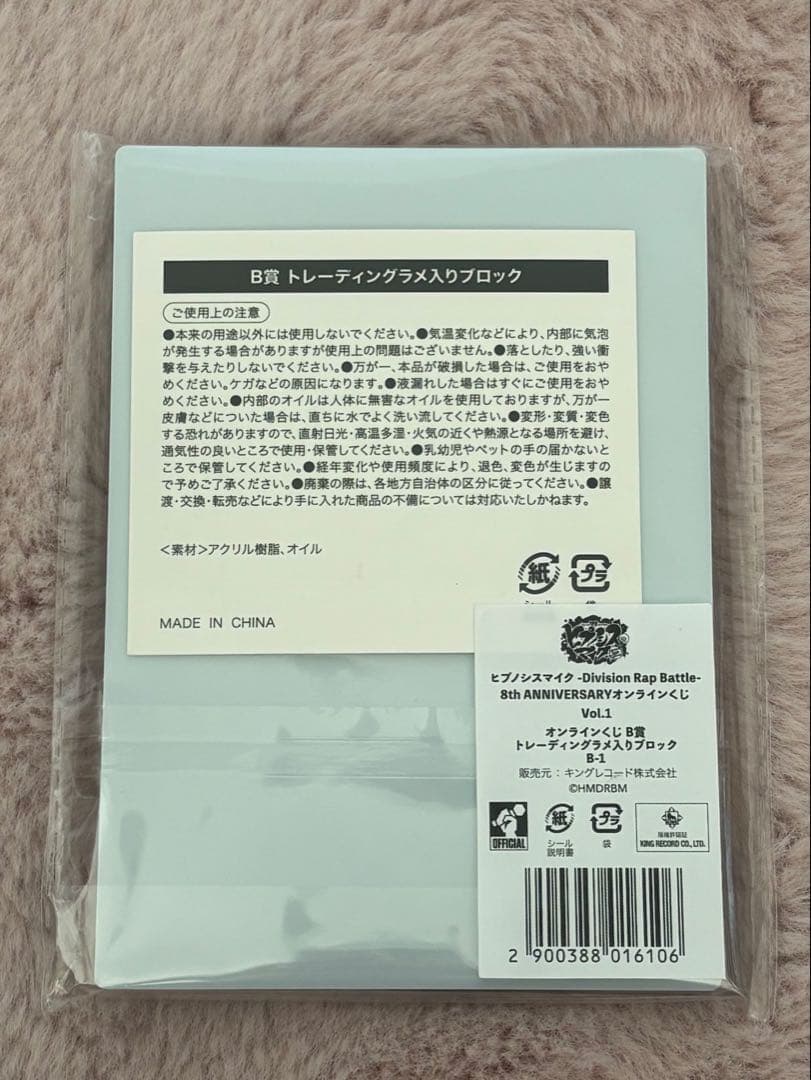 B賞 トレーディングラメ入りブロック
ご使用上の注意
●本来の用途以外には使用しないでください。●気温変化などにより、内部に気泡
が発生する場合がありますが使用上の問題はございません。●落としたり、強い衝
撃を与えたりしないでください。●万が一、本品が破損した場合は、ご使用をおや
めください。ケガなどの原因になります。●液漏れした場合はすぐにご使用をおや
めください。●内部のオイルは人体に無害なオイルを使用しておりますが、万が一
皮膚などについた場合は、直ちに水でよく洗い流してください。●変形・変質・変色
する恐れがありますので、直射日光・高温多湿・火気の近くや熱源となる場所を避け、
通気性の良いところで使用・保管してください。●乳幼児やペットの手の届かないと
ころで保管してください。●経年変化や使用頻度により、退色、変色が生じますの
で予めご了承ください。●廃棄の際は、各地方自治体の区分に従ってください。●譲
渡・交換・転売などにより手に入れた商品の不備については対応いたしかねます。
<素材>アクリル樹脂、オイル
紙 プラ
MADE IN CHINA
ヒプノシスマイク
ヒプノシスマイク -Division Rap Battle-
8th ANNIVERSARYオンラインくじ
Vol.1
オンラインくじ B賞
トレーディングラメ入りブロック
B-1
販売元：キングレコード株式会社
©HMDRBM
OFFICIAL
紙
シール
説明書
プラ
袋
KING RECORD CO., LTD.
2 900388 016106